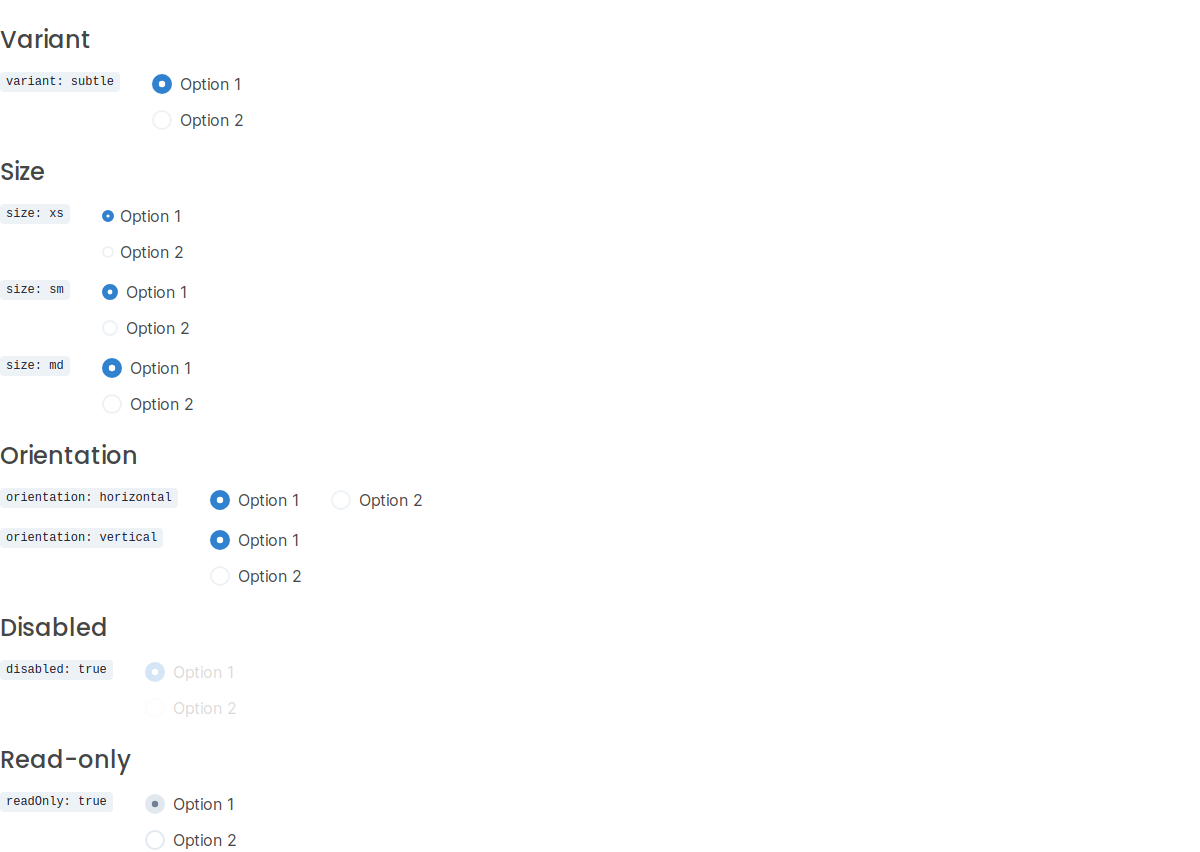 Variant
variant: subtle
Option 1
Option 2
Size
size: xs
Option 1
Option 2
size: sm
Option 1
Option 2
size: md
Option 1
Option 2
Orientation
orientation: horizontal
Option 1
Option 2
orientation: vertical
Option 1
Option 2
Disabled
disabled: true
Option 1
Option 2
Read-only
readOnly: true
Option 1
Option 2